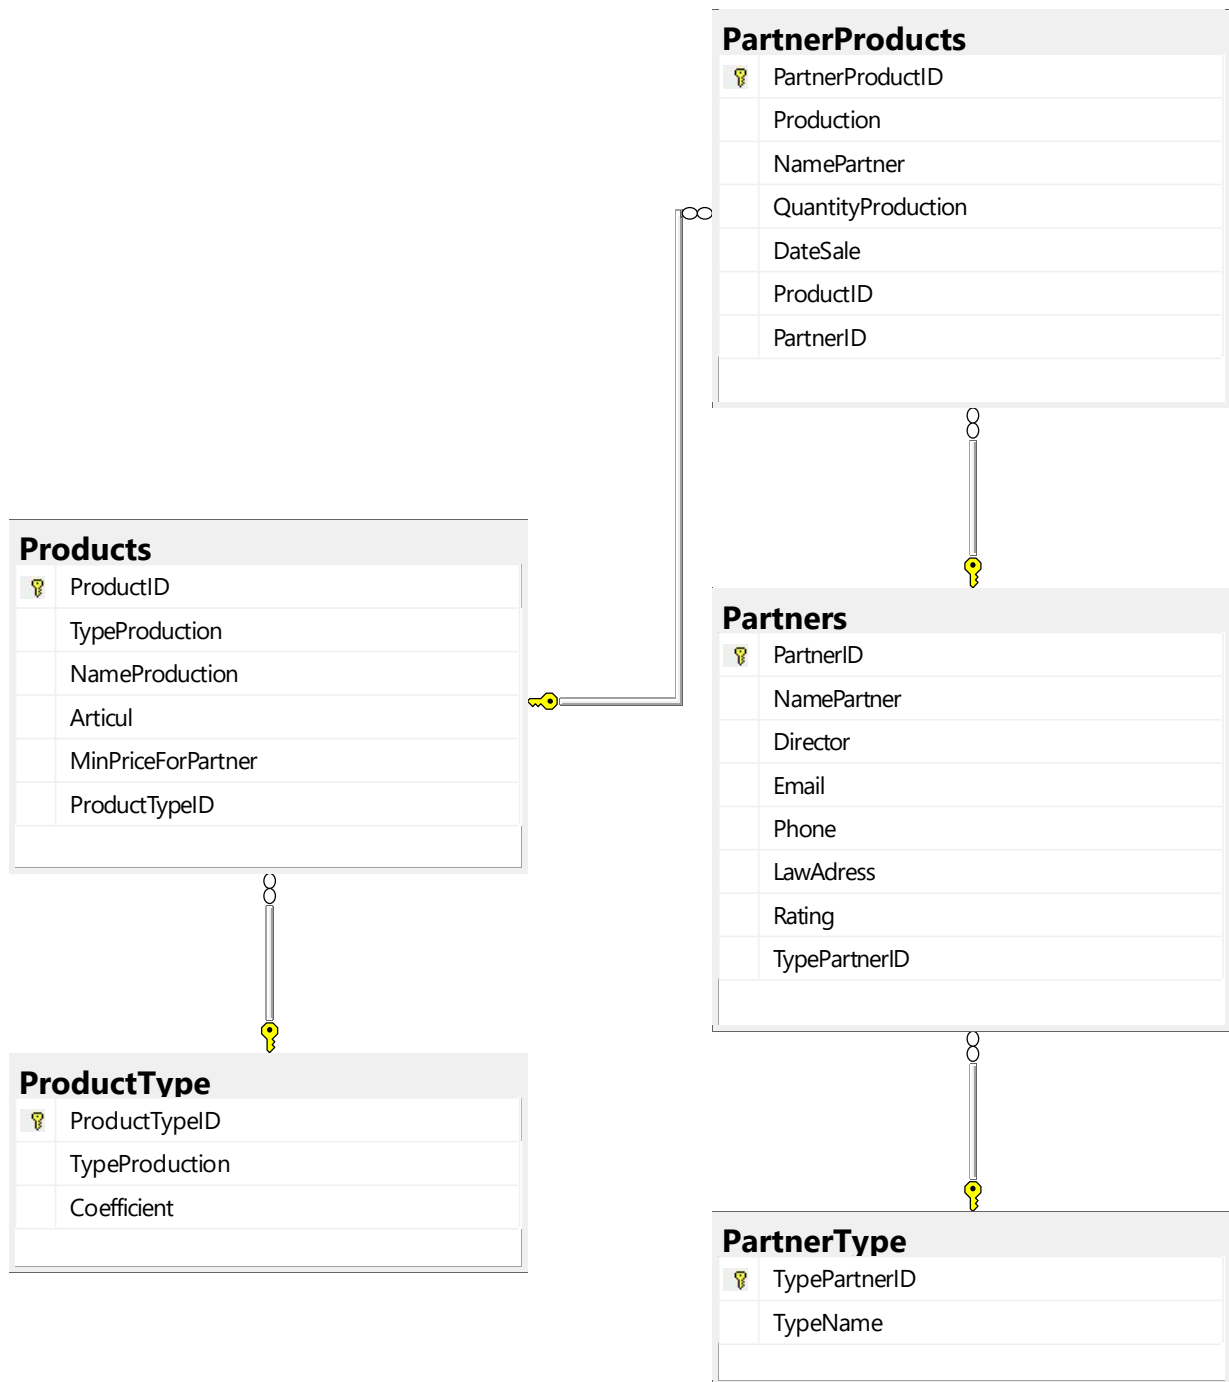 PartnerProducts
PartnerProductID
Production
NamePartner
QuantityProduction
DateSale
ProductID
PartnerID
Products
ProductID
TypeProduction
NameProduction
Articul
MinPriceForPartner
ProductTypeID
Partners
PartnerID
NamePartner
Director
Email
Phone
LawAdress
Rating
TypePartnerID
ProductType
ProductTypeID
TypeProduction
Coefficient
PartnerType
TypePartnerID
TypeName